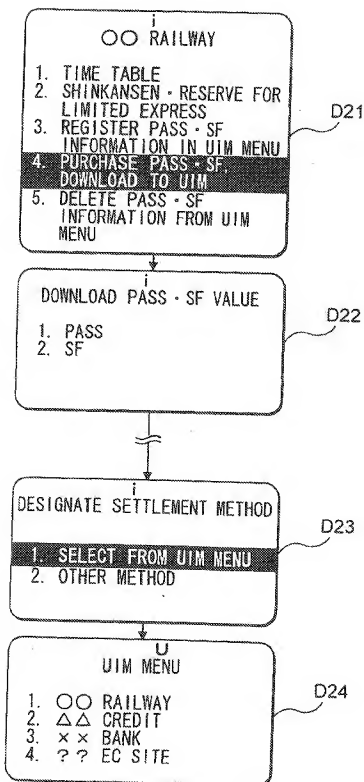 i
○○ RAILWAY
1. TIME TABLE
2. SHINKANSEN・RESERVE FOR
LIMITED EXPRESS
3. REGISTER PASS・SF
INFORMATION IN UIM MENU
4. PURCHASE PASS・SF,
DOWNLOAD TO UIM
5. DELETE PASS・SF
INFORMATION FROM UIM
MENU
D21
i
DOWNLOAD PASS・SF VALUE
1. PASS
2. SF
D22
i
DESIGNATE SETTLEMENT METHOD
1. SELECT FROM UIM MENU
2. OTHER METHOD
D23
U
UIM MENU
1. ○○ RAILWAY
2. △△ CREDIT
3. ×× BANK
4. ?? EC SITE
D24